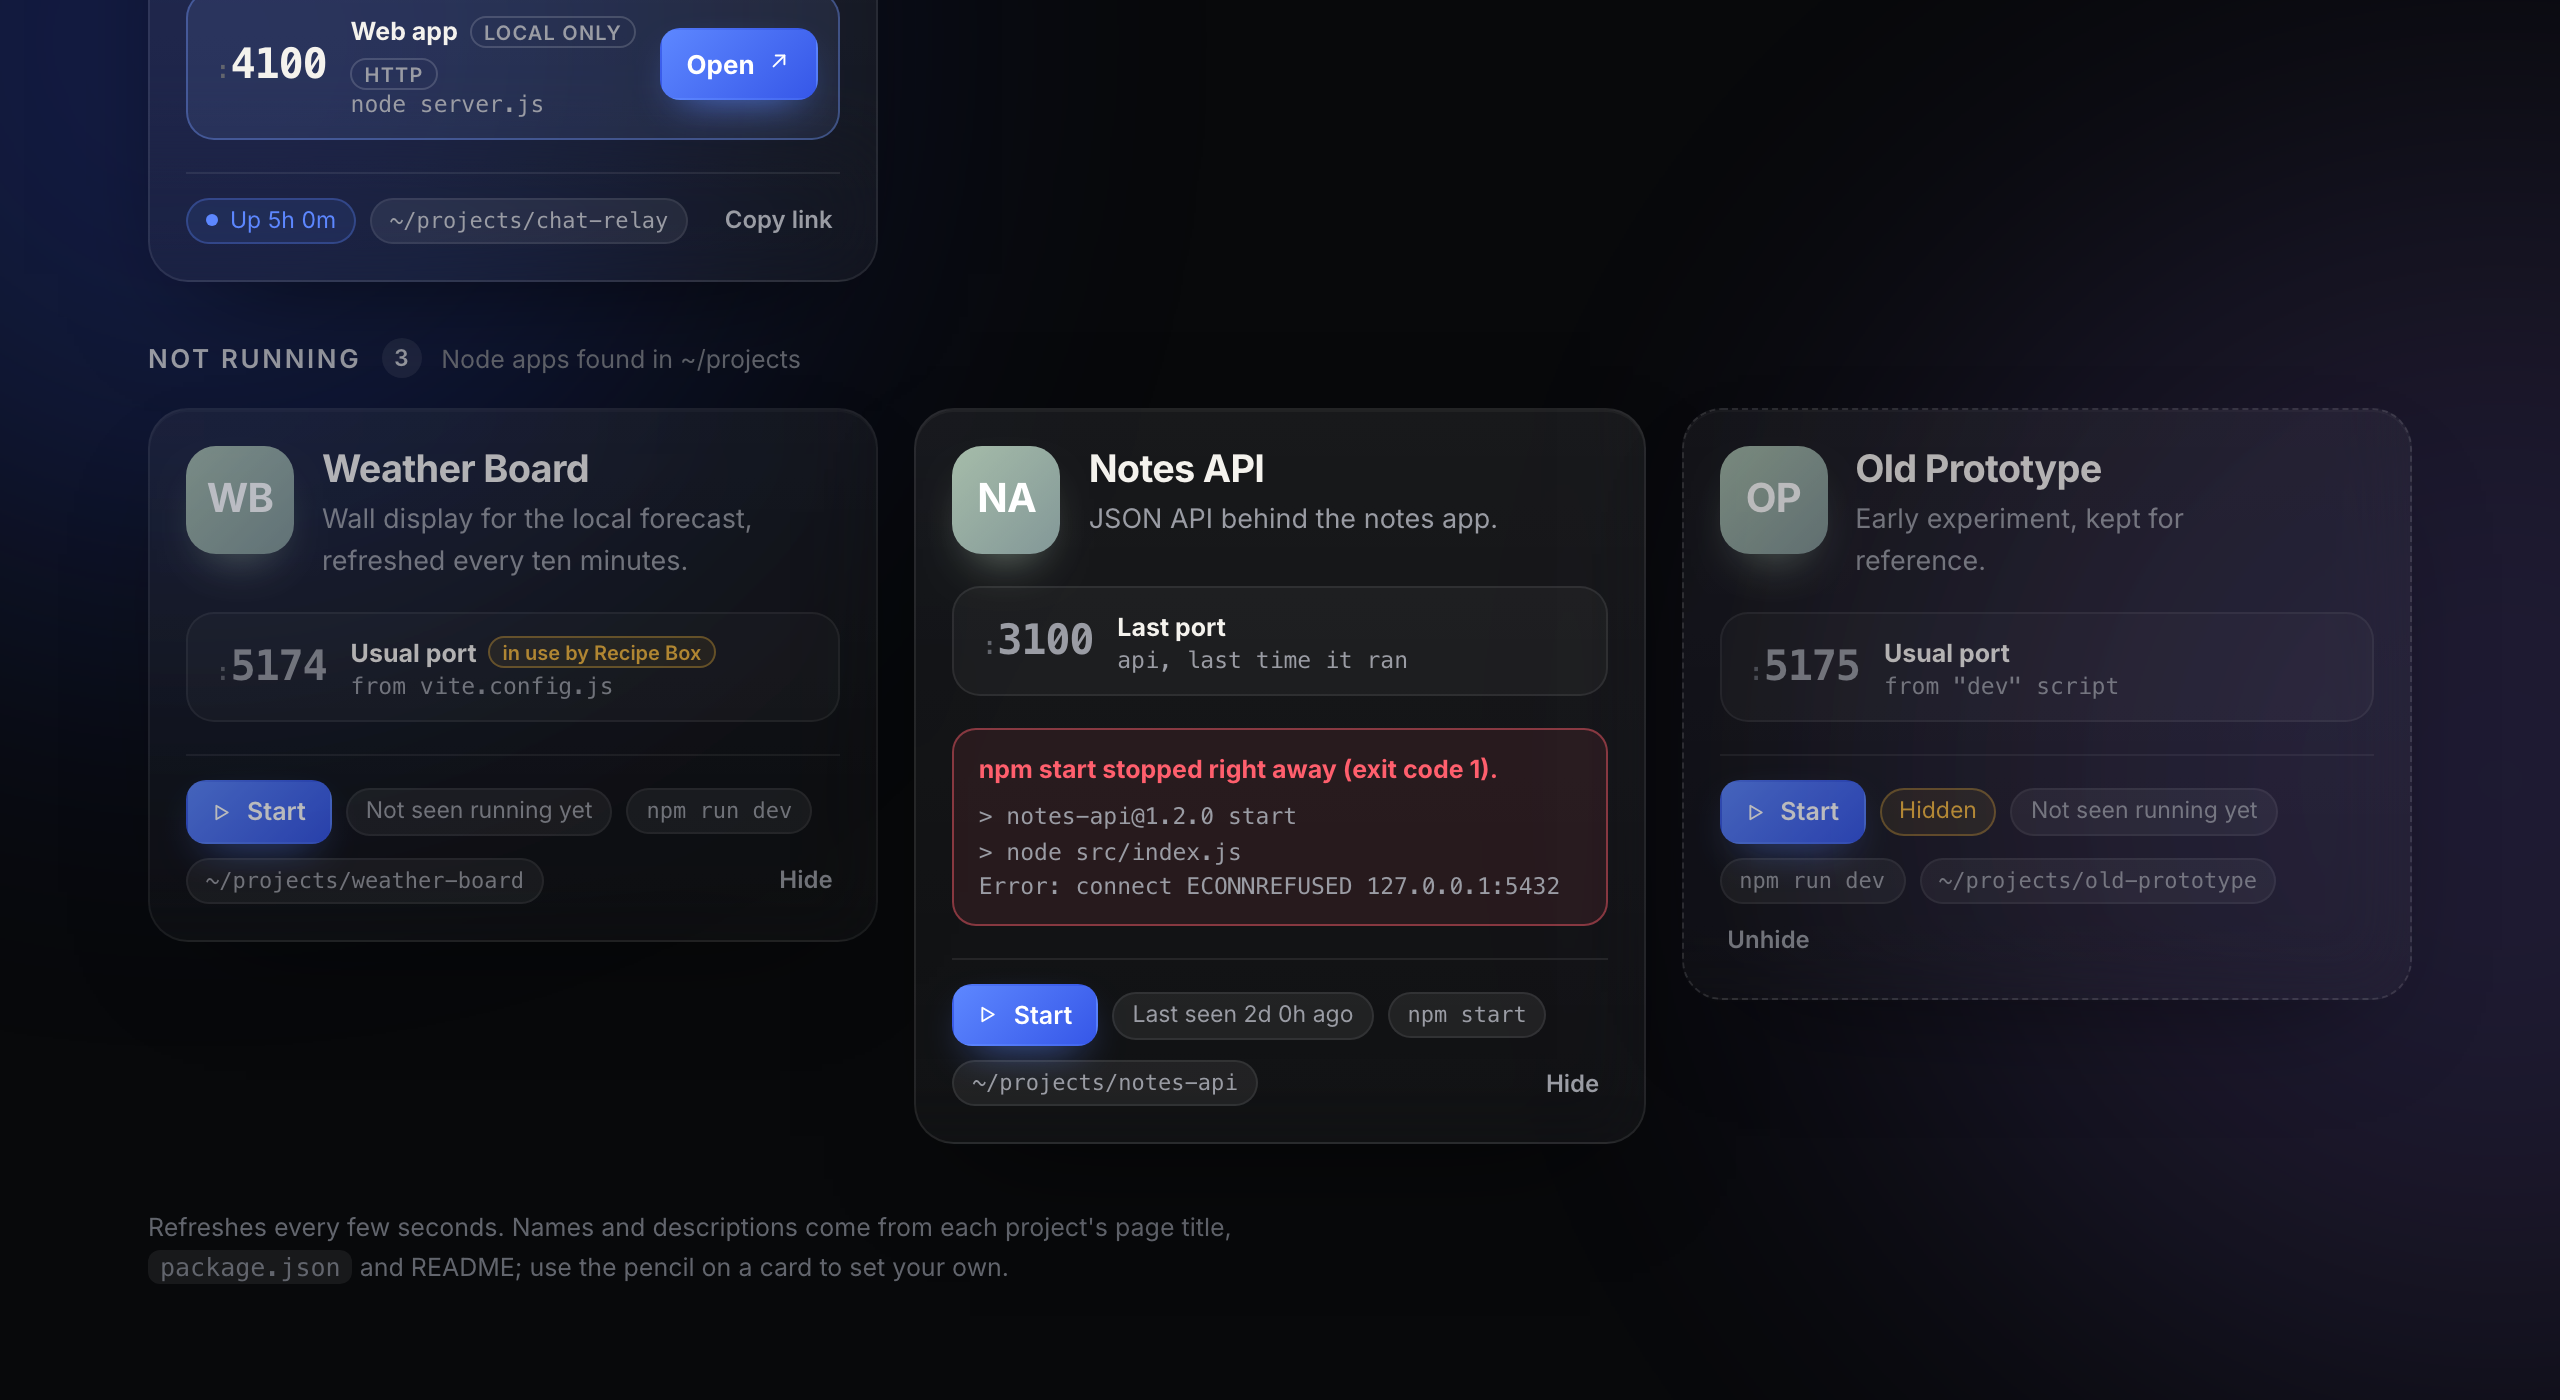 :4100
Web app LOCAL ONLY
HTTP
node server.js
Open ↗
Up 5h 0m
~/projects/chat-relay
Copy link
NOT RUNNING 3 Node apps found in ~/projects
WB
Weather Board
Wall display for the local forecast,
refreshed every ten minutes.
:5174
Usual port in use by Recipe Box
from vite.config.js
Start
Not seen running yet
npm run dev
~/projects/weather-board
Hide
NA
Notes API
JSON API behind the notes app.
:3100
Last port
api, last time it ran
npm start stopped right away (exit code 1).
> notes-api@1.2.0 start
> node src/index.js
Error: connect ECONNREFUSED 127.0.0.1:5432
Start
Last seen 2d 0h ago
npm start
~/projects/notes-api
Hide
OP
Old Prototype
Early experiment, kept for
reference.
:5175
Usual port
from "dev" script
Start
Hidden
Not seen running yet
npm run dev
~/projects/old-prototype
Unhide
Refreshes every few seconds. Names and descriptions come from each project's page title,
package.json and README; use the pencil on a card to set your own.